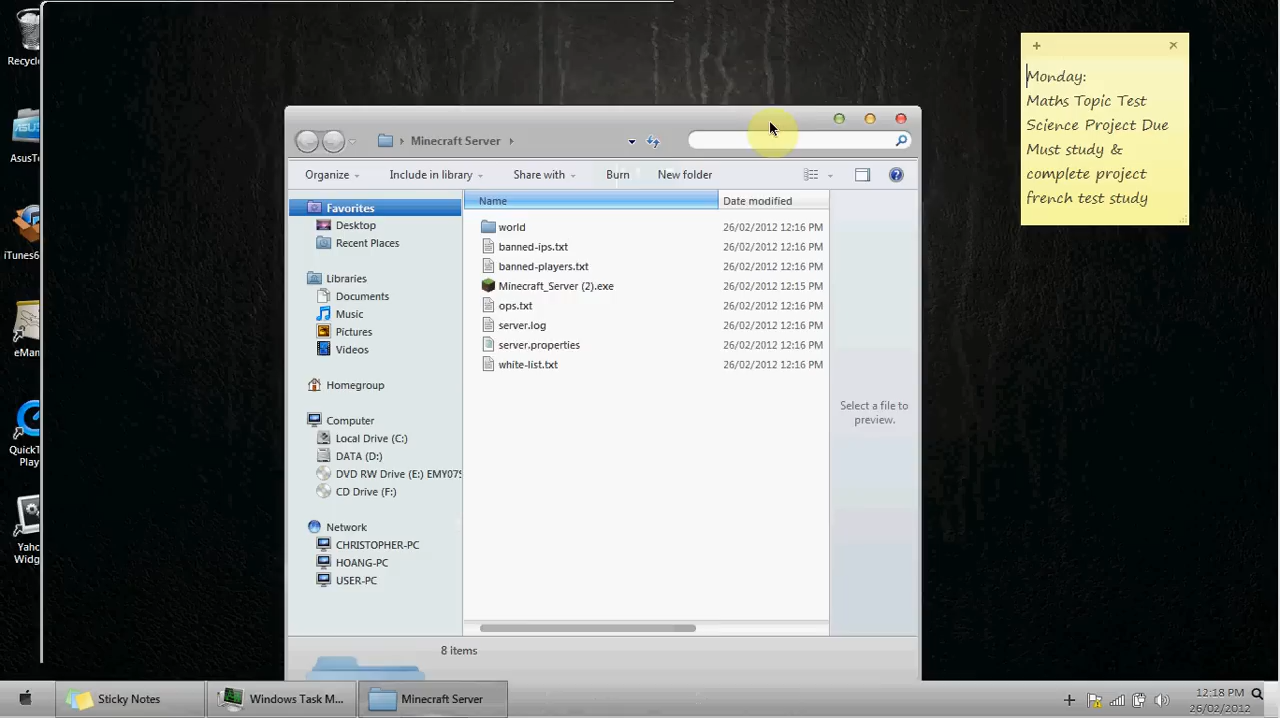 Recycl
AsusTo
iTunes6
eMan
QuickT
Play
Yaho
Widg
Minecraft Server
Organize
Include in library
Share with
Burn
New folder
Favorites
Desktop
Recent Places
Libraries
Documents
Music
Pictures
Videos
Homegroup
Computer
Local Drive (C:)
DATA (D:)
DVD RW Drive (E:) EMY07S
CD Drive (F:)
Network
CHRISTOPHER-PC
HOANG-PC
USER-PC
Name Date modified
world 26/02/2012 12:16 PM
banned-ips.txt 26/02/2012 12:16 PM
banned-players.txt 26/02/2012 12:16 PM
Minecraft_Server (2).exe 26/02/2012 12:15 PM
ops.txt 26/02/2012 12:16 PM
server.log 26/02/2012 12:16 PM
server.properties 26/02/2012 12:16 PM
white-list.txt 26/02/2012 12:16 PM
Select a file to
preview.
8 items
Monday:
Maths Topic Test
Science Project Due
Must study &
complete project
french test study
Sticky Notes
Windows Task M...
Minecraft Server
12:18 PM
26/02/2012